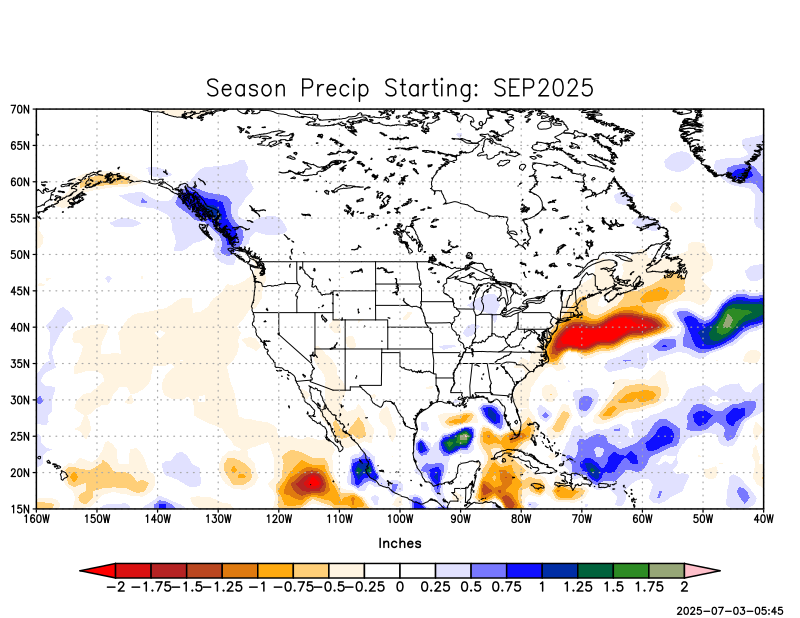 Season Precip Starting: SEP2025
70N
65N
60N
55N
50N
45N
40N
35N
30N
25N
20N
15N
160W 150W 140W 130W 120W 110W 100W 90W 80W 70W 60W 50W 40W
Inches
−2 −1.75 −1.5 −1.25 −1 −0.75 −0.5 −0.25 0 0.25 0.5 0.75 1 1.25 1.5 1.75 2
2025-07-03-05:45